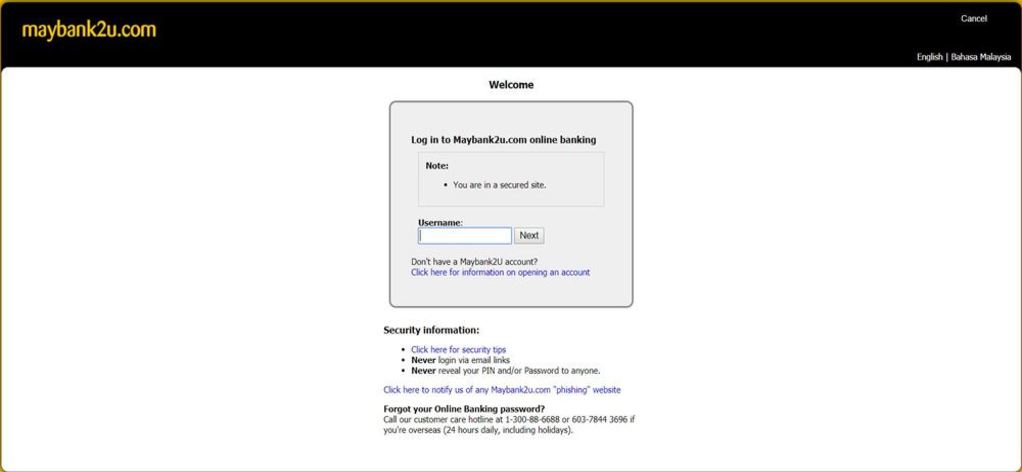 maybank2u.com
Cancel
English | Bahasa Malaysia
Welcome
Log in to Maybank2u.com online banking
Note:
• You are in a secured site.
Username:
Next
Don't have a Maybank2U account?
Click here for information on opening an account
Security information:
• Click here for security tips
• Never login via email links
• Never reveal your PIN and/or Password to anyone.
Click here to notify us of any Maybank2u.com "phishing" website
Forgot your Online Banking password?
Call our customer care hotline at 1-300-88-6688 or 603-7844 3696 if
you're overseas (24 hours daily, including holidays).